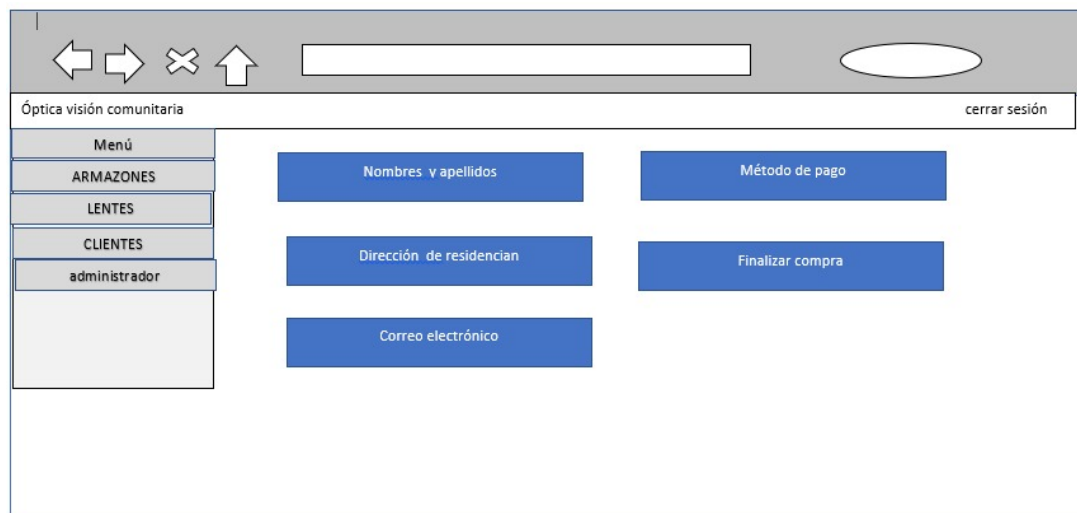 Óptica visión comunitaria
cerrar sesión
Menú
ARMAZONES
LENTES
CLIENTES
administrador
Nombres y apellidos
Método de pago
Dirección de residencian
Finalizar compra
Correo electrónico